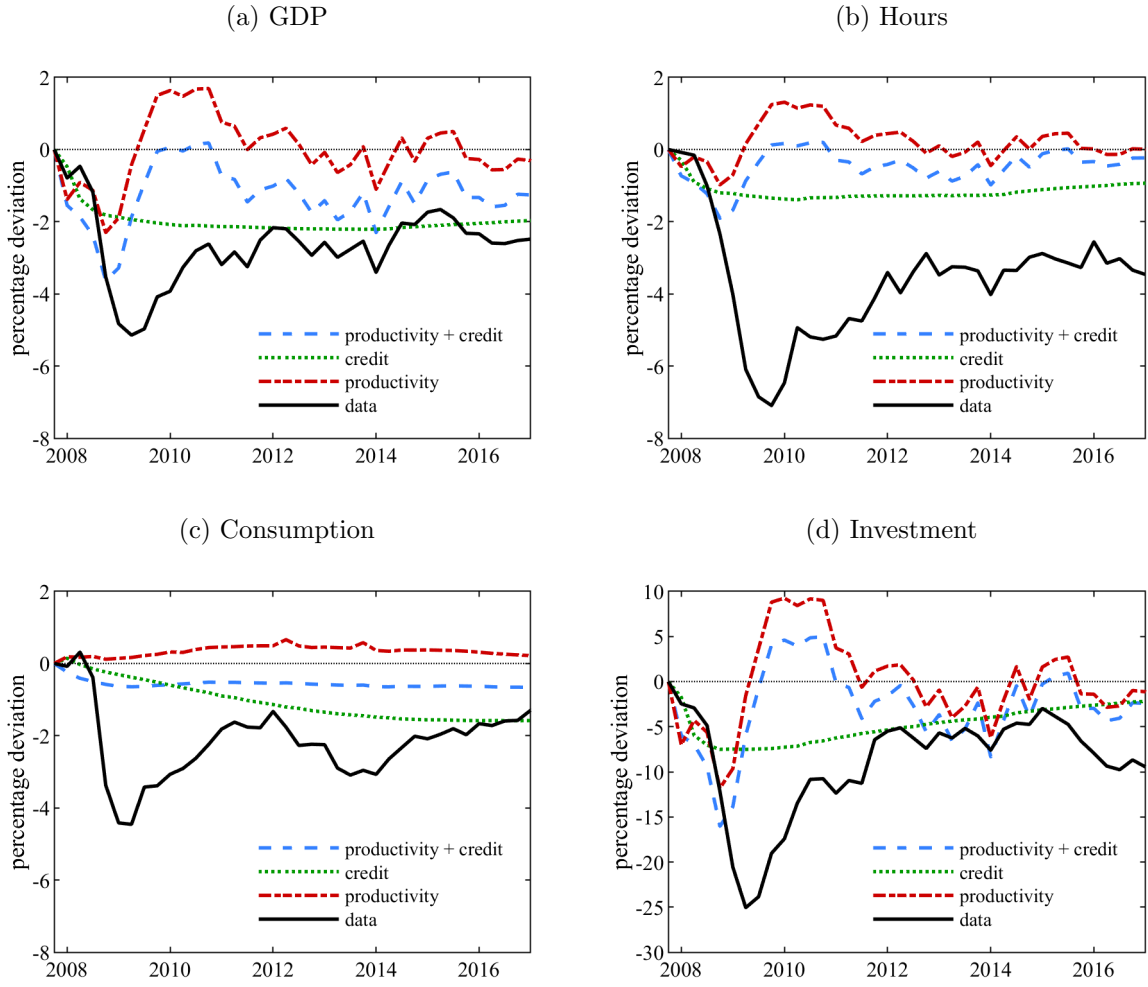 (a) GDP
percentage deviation
2
0
-2
-4
-6
-8
2008 2010 2012 2014 2016
productivity + credit
credit
productivity
data
(b) Hours
percentage deviation
2
0
-2
-4
-6
-8
2008 2010 2012 2014 2016
productivity + credit
credit
productivity
data
(c) Consumption
percentage deviation
2
0
-2
-4
-6
-8
2008 2010 2012 2014 2016
productivity + credit
credit
productivity
data
(d) Investment
percentage deviation
10
5
0
-5
-10
-15
-20
-25
-30
2008 2010 2012 2014 2016
productivity + credit
credit
productivity
data